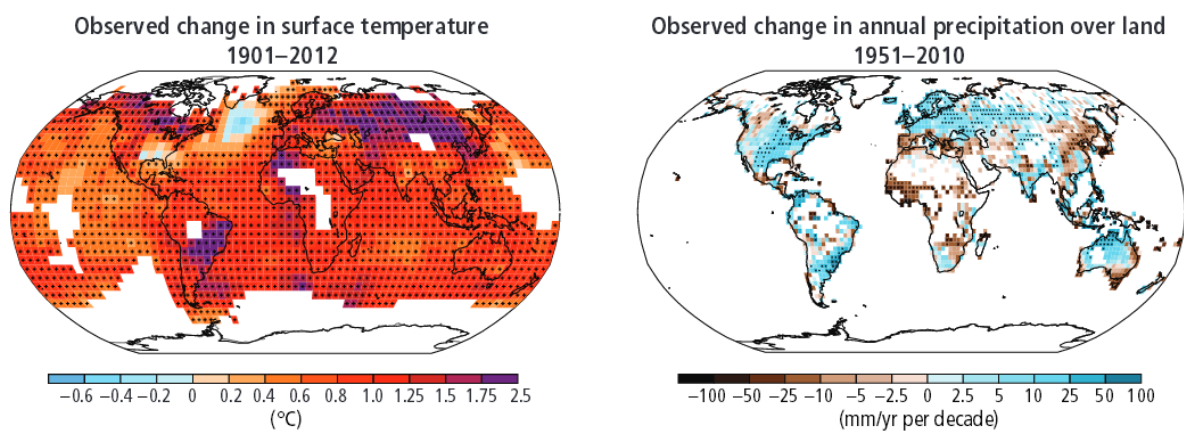 Observed change in surface temperature
1901–2012
−0.6 −0.4 −0.2 0 0.2 0.4 0.6 0.8 1.0 1.25 1.5 1.75 2.5
(°C)
Observed change in annual precipitation over land
1951–2010
−100 −50 −25 −10 −5 −2.5 0 2.5 5 10 25 50 100
(mm/yr per decade)